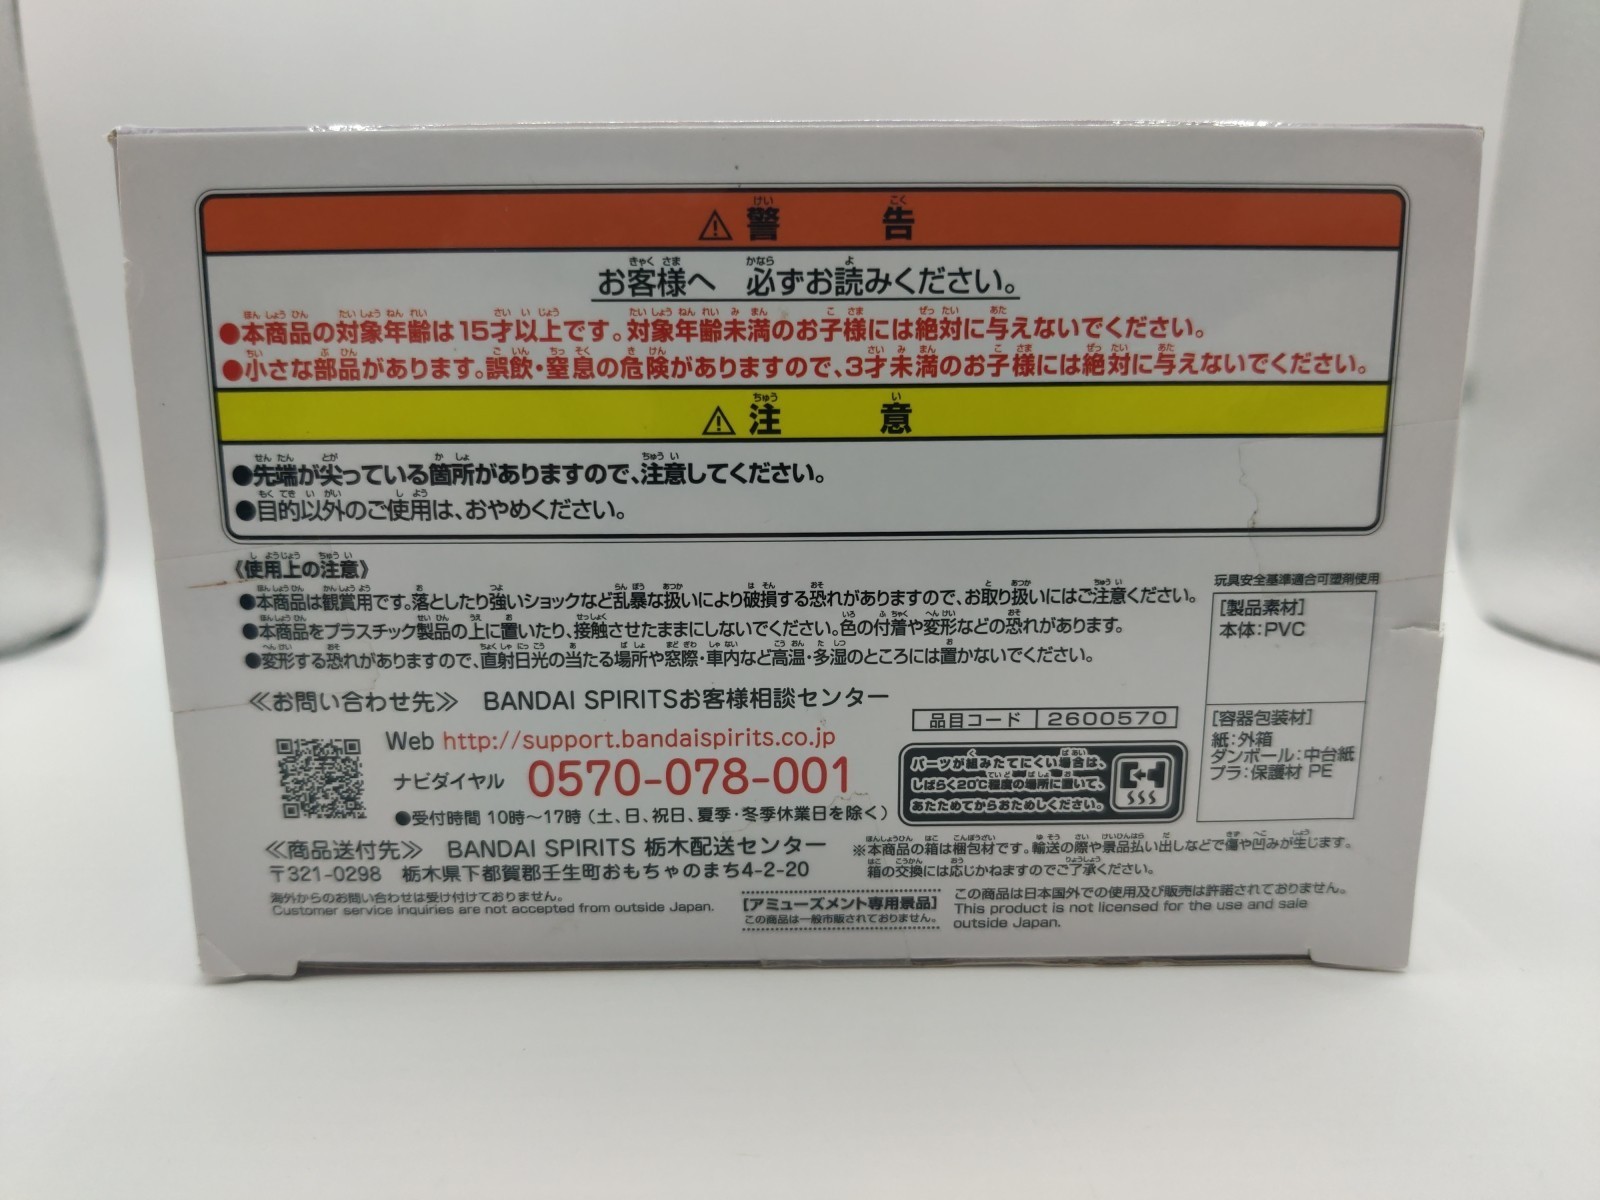 ⚠警告
お客様へ 必ずお読みください。
●本商品の対象年齢は15才以上です。対象年齢未満のお子様には絶対に与えないでください。
●小さな部品があります。誤飲・窒息の危険がありますので、3才未満のお子様には絶対に与えないでください。
⚠注意
●先端が尖っている箇所がありますので、注意してください。
●目的以外のご使用は、おやめください。
《使用上の注意》
●本商品は観賞用です。落としたり強いショックなど乱暴な扱いにより破損する恐れがありますので、お取り扱いにはご注意ください。
●本商品をプラスチック製品の上に置いたり、接触させたままにしないでください。色の付着や変形などの恐れがあります。
●変形する恐れがありますので、直射日光の当たる場所や窓際・車内など高温・多湿のところには置かないでください。
玩具安全基準適合可塑剤使用
[製品素材]
本体:PVC
[容器包装材]
紙:外箱
ダンボール:中台紙
プラ:保護材 PE
≪お問い合わせ先≫ BANDAI SPIRITSお客様相談センター
Web http://support.bandaispirits.co.jp
ナビダイヤル 0570-078-001
●受付時間 10時〜17時(土、日、祝日、夏季・冬季休業日を除く)
品目コード 2600570
パーツが組みたてにくい場合は、
しばらく20℃程度の場所に置いて、
あたためてからおためしください。
≪商品送付先≫ BANDAI SPIRITS 栃木配送センター
〒321-0298 栃木県下都賀郡壬生町おもちゃのまち4-2-20
※本商品の箱は梱包材です。輸送の際や景品払い出しなどで傷や凹みが生じます。
箱の交換には応じかねますのでご了承ください。
海外からのお問い合わせは受け付けておりません。
Customer service inquiries are not accepted from outside Japan.
[アミューズメント専用景品]
この商品は一般市販されておりません。
この商品は日本国外での使用及び販売は許諾されておりません。
This product is not licensed for the use and sale
outside Japan.